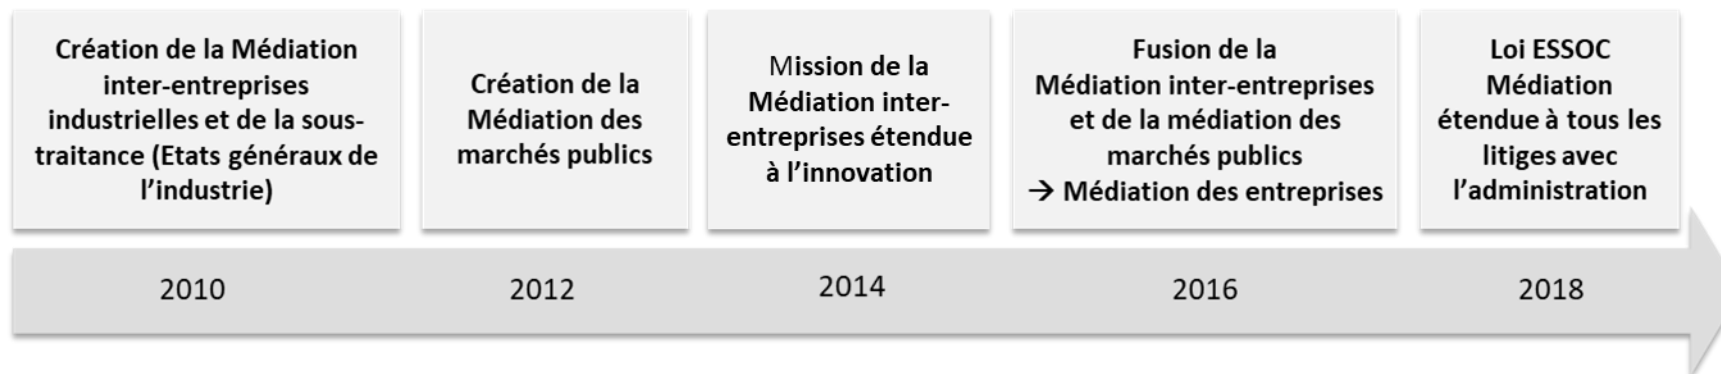 Création de la Médiation
inter-entreprises
industrielles et de la sous-
traitance (Etats généraux de
l’industrie)
Création de la
Médiation des
marchés publics
Mission de la
Médiation inter-
entreprises étendue
à l’innovation
Fusion de la
Médiation inter-entreprises
et de la médiation des
marchés publics
→ Médiation des entreprises
Loi ESSOC
Médiation
étendue à tous les
litiges avec
l’administration
2010
2012
2014
2016
2018